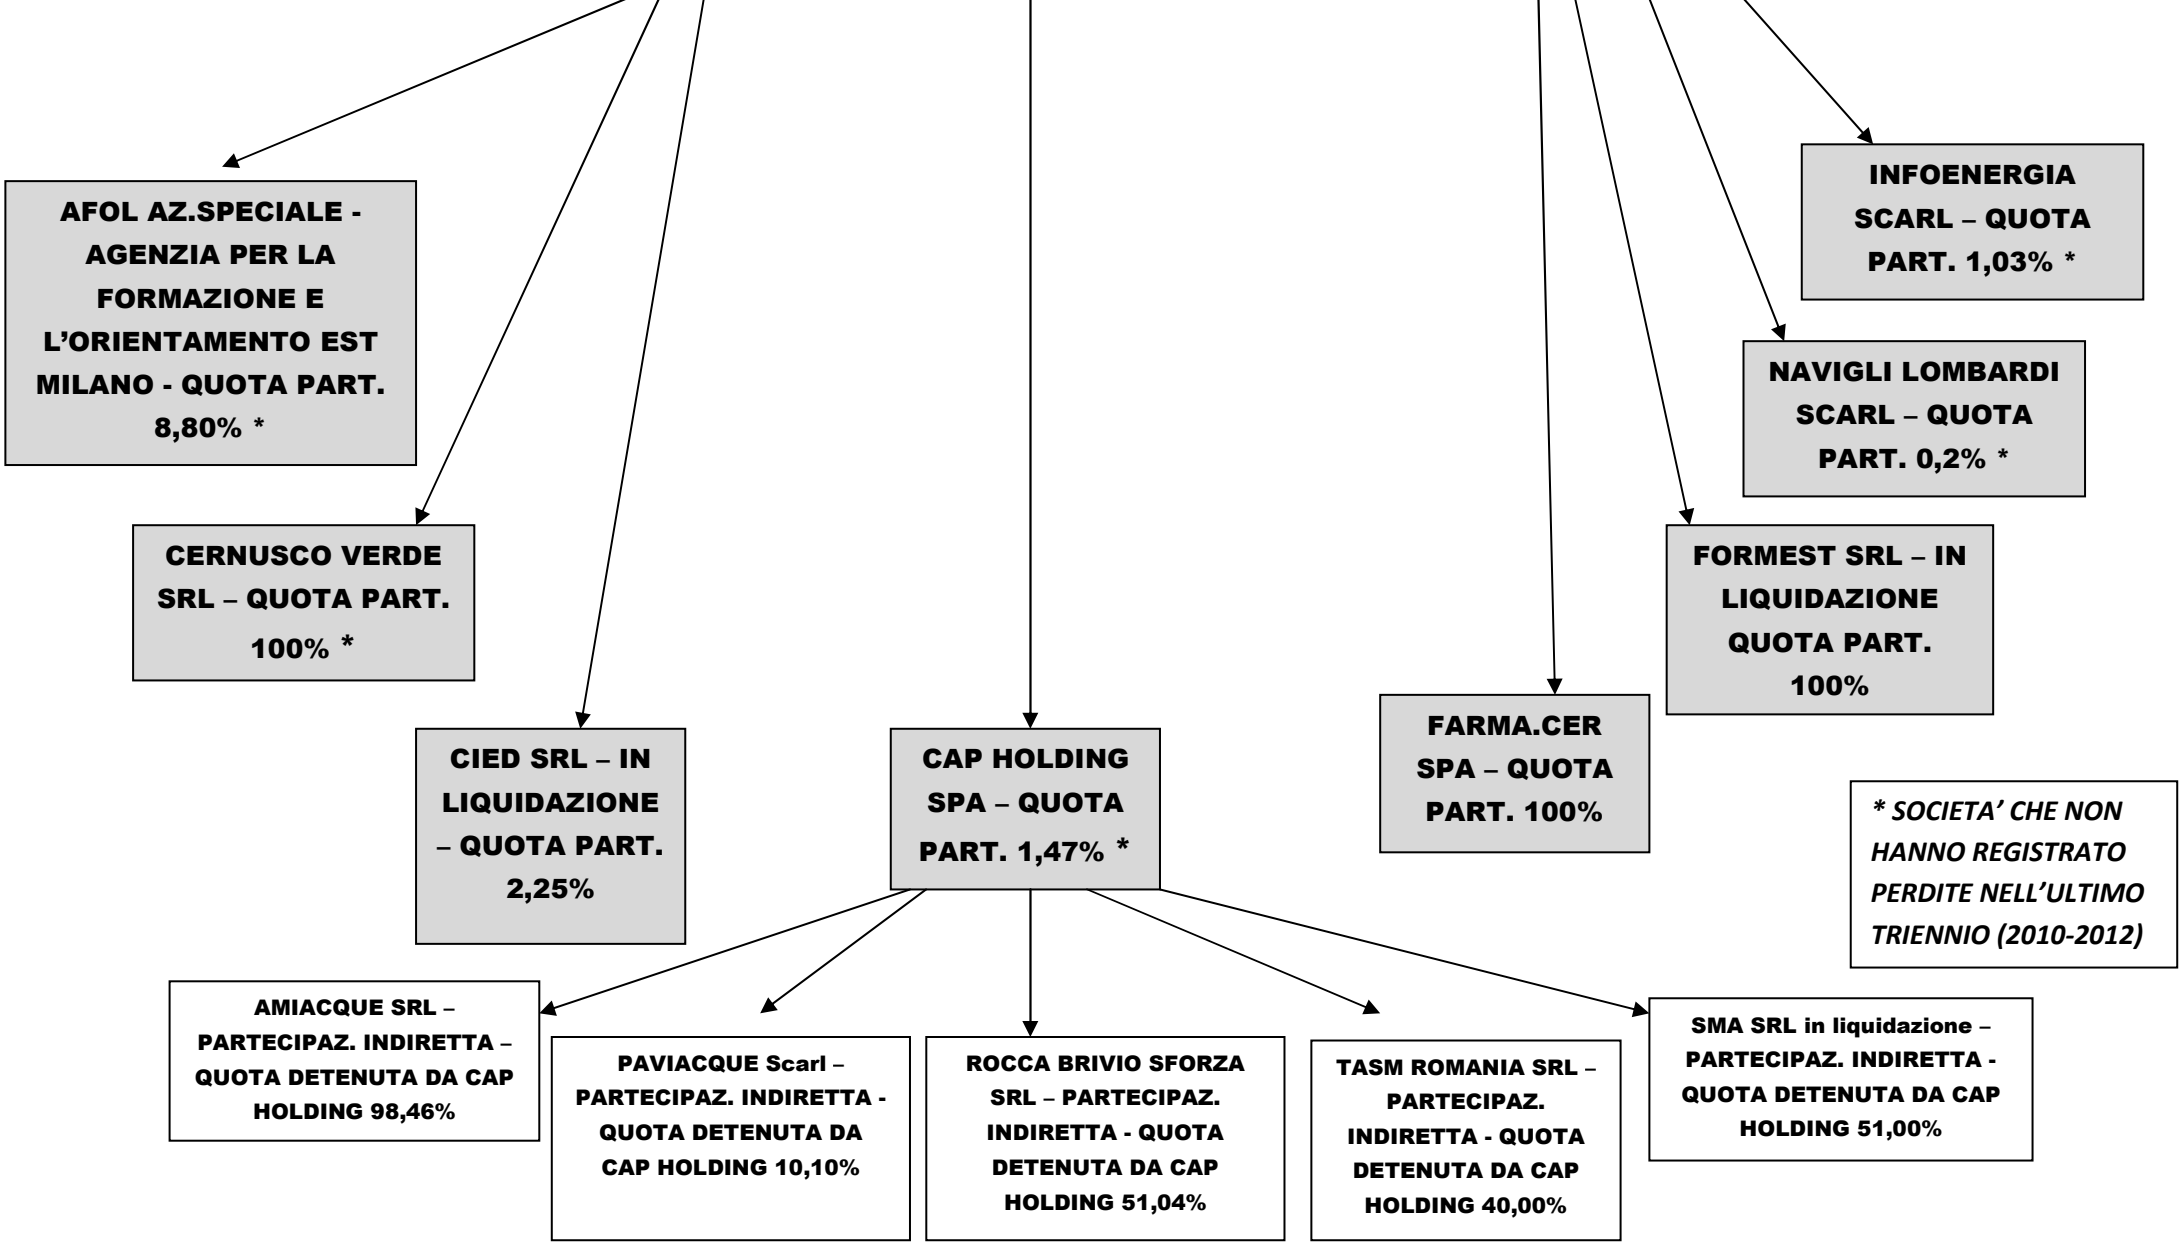 AFOL AZ.SPECIALE -
AGENZIA PER LA
FORMAZIONE E
L’ORIENTAMENTO EST
MILANO - QUOTA PART.
8,80% *
INFOENERGIA
SCARL – QUOTA
PART. 1,03% *
NAVIGLI LOMBARDI
SCARL – QUOTA
PART. 0,2% *
CERNUSCO VERDE
SRL – QUOTA PART.
100% *
FORMEST SRL – IN
LIQUIDAZIONE
QUOTA PART.
100%
CIED SRL – IN
LIQUIDAZIONE
– QUOTA PART.
2,25%
CAP HOLDING
SPA – QUOTA
PART. 1,47% *
FARMA.CER
SPA – QUOTA
PART. 100%
* SOCIETA’ CHE NON
HANNO REGISTRATO
PERDITE NELL’ULTIMO
TRIENNIO (2010-2012)
AMIACQUE SRL –
PARTECIPAZ. INDIRETTA –
QUOTA DETENUTA DA CAP
HOLDING 98,46%
PAVIACQUE Scarl –
PARTECIPAZ. INDIRETTA -
QUOTA DETENUTA DA
CAP HOLDING 10,10%
ROCCA BRIVIO SFORZA
SRL – PARTECIPAZ.
INDIRETTA - QUOTA
DETENUTA DA CAP
HOLDING 51,04%
TASM ROMANIA SRL –
PARTECIPAZ.
INDIRETTA - QUOTA
DETENUTA DA CAP
HOLDING 40,00%
SMA SRL in liquidazione –
PARTECIPAZ. INDIRETTA -
QUOTA DETENUTA DA CAP
HOLDING 51,00%